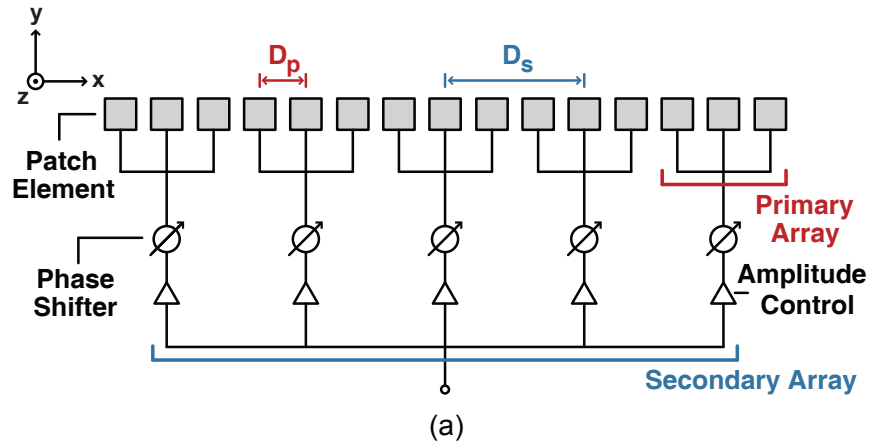 y
x
z
Dp
Ds
Patch
Element
Primary
Array
Phase
Shifter
Amplitude
Control
Secondary Array
(a)